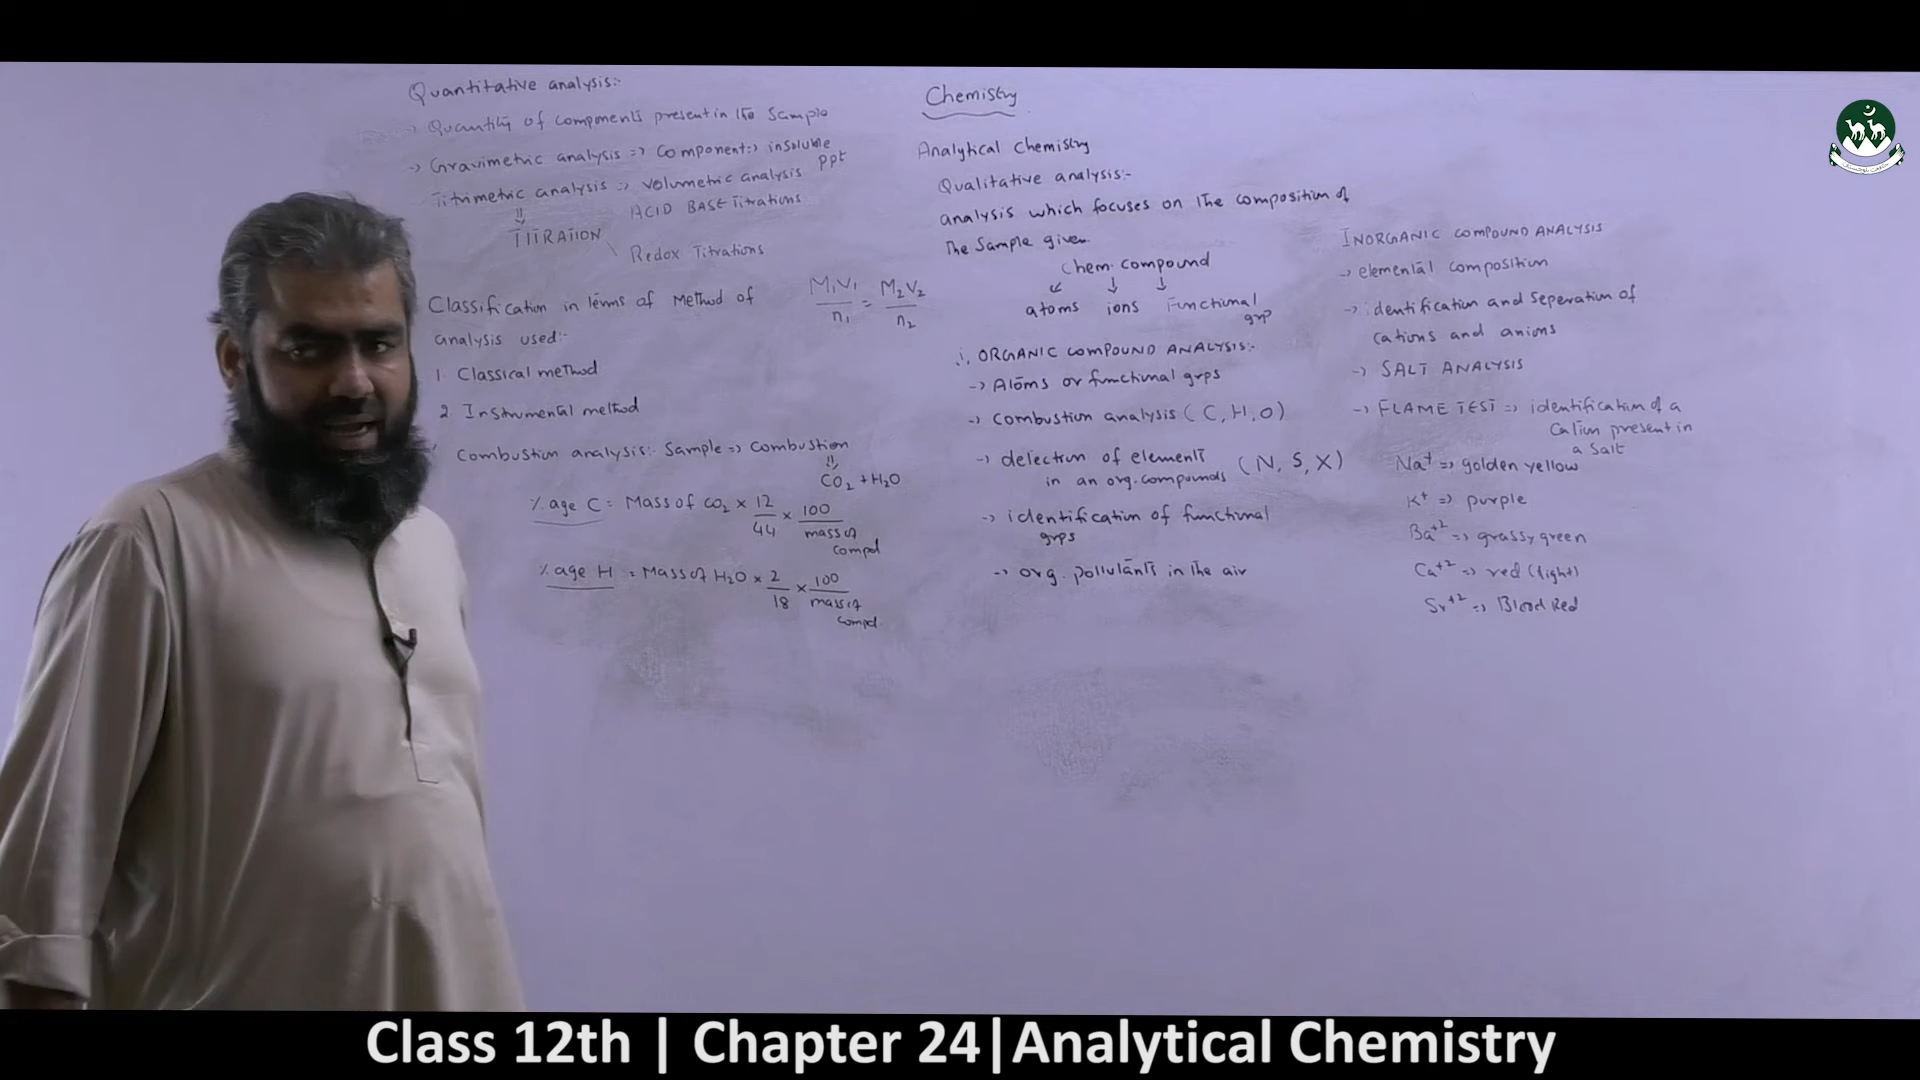 Quantitative analysis:-
-> Quantity of components present in the Sample
-> Gravimetric analysis => Component => insoluble ppt
Titrimetric analysis => Volumetric analysis
TITRATION
ACID BASE Titrations
Redox Titrations
Classification in terms of Method of
analysis used:-
M₁V₁/n₁ = M₂V₂/n₂
1. Classical method
2 Instrumental method
Combustion analysis:- Sample => Combustion
CO₂ + H₂O
%age C = Mass of CO₂ × 12/44 × 100/mass of compd
%age H = Mass of H₂O × 2/18 × 100/mass of compd.
Chemistry
Analytical Chemistry
Qualitative analysis:-
analysis which focuses on the composition of
The Sample given.
Chem. compound
atoms ions Functional grp
i. ORGANIC COMPOUND ANALYSIS:-
-> Atoms or functional grps
-> combustion analysis (C, H, O)
-> detection of elements (N, S, X)
in an org. compounds
-> identification of functional
grps
-> org. pollutants in the air
INORGANIC COMPOUND ANALYSIS
-> elemental composition
-> identification and seperation of
cations and anions
-> SALT ANALYSIS
-> FLAME TEST => identification of a
Cation present in
a Salt
Na⁺ => golden yellow
K⁺ => purple
Ba⁺² => grassy green
Ca⁺² => red (light)
Sr⁺² => Blood Red
Class 12th | Chapter 24|Analytical Chemistry